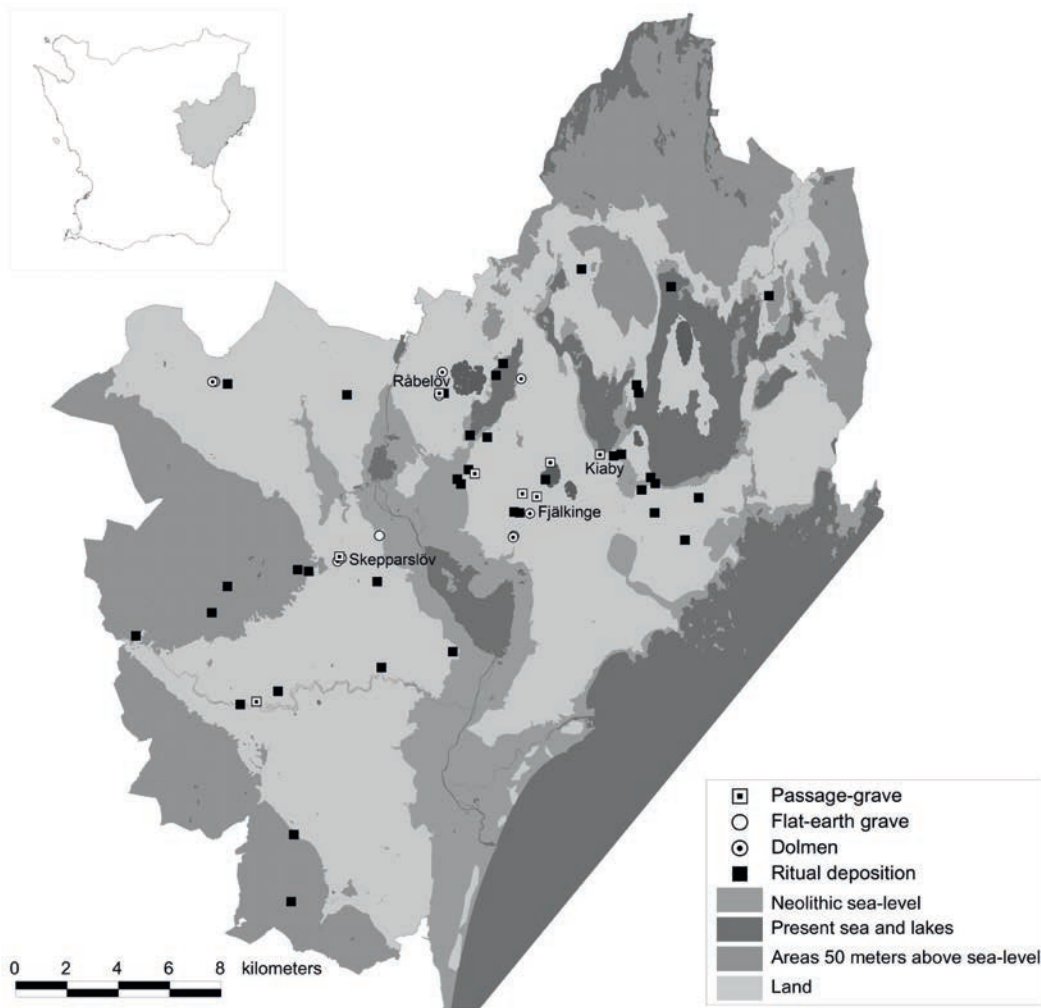 Råbelöv
Kiaby
Fjälkinge
Skepparslöv
Passage-grave
Flat-earth grave
Dolmen
Ritual deposition
Neolithic sea-level
Present sea and lakes
Areas 50 meters above sea-level
Land
kilometers
0 2 4 6 8